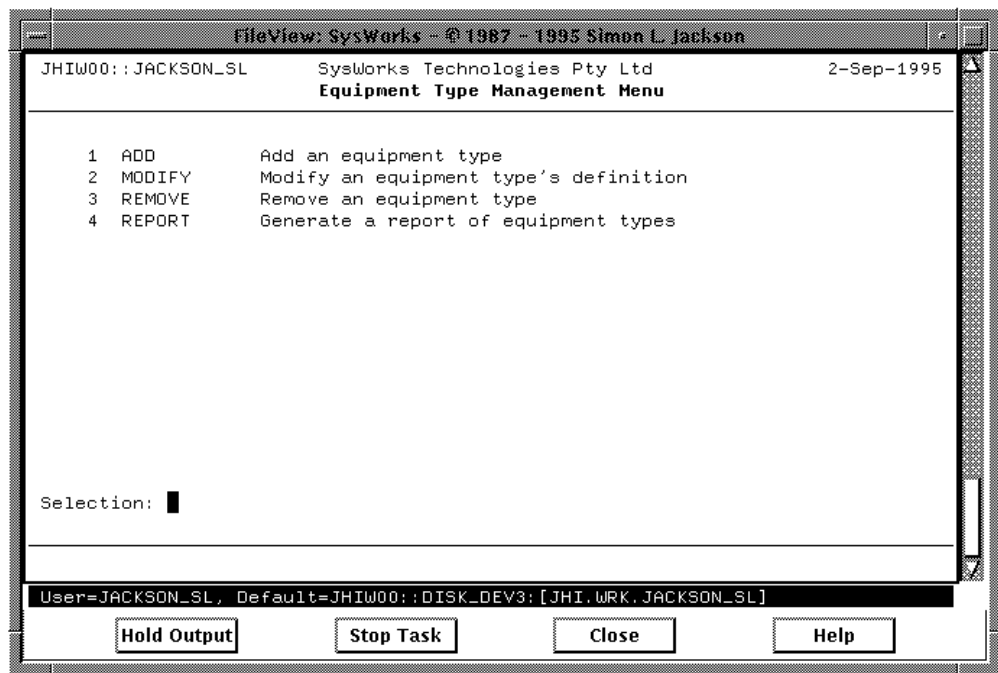 FileView: SysWorks - © 1987 - 1995 Simon L. Jackson
JHIW00::JACKSON_SL SysWorks Technologies Pty Ltd 2-Sep-1995
Equipment Type Management Menu
1 ADD Add an equipment type
2 MODIFY Modify an equipment type's definition
3 REMOVE Remove an equipment type
4 REPORT Generate a report of equipment types
Selection:
User=JACKSON_SL, Default=JHIW00::DISK_DEV3:[JHI.WRK.JACKSON_SL]
Hold Output Stop Task Close Help